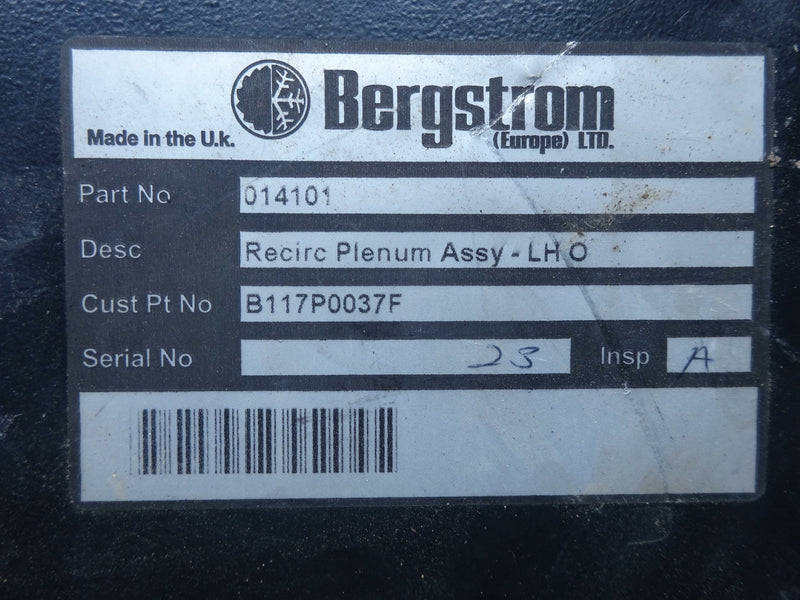 Bergstrom
(Europe) LTD.
Made in the U.k.
Part No 014101
Desc Recirc Plenum Assy - LH O
Cust Pt No B117P0037F
Serial No 23 Insp A